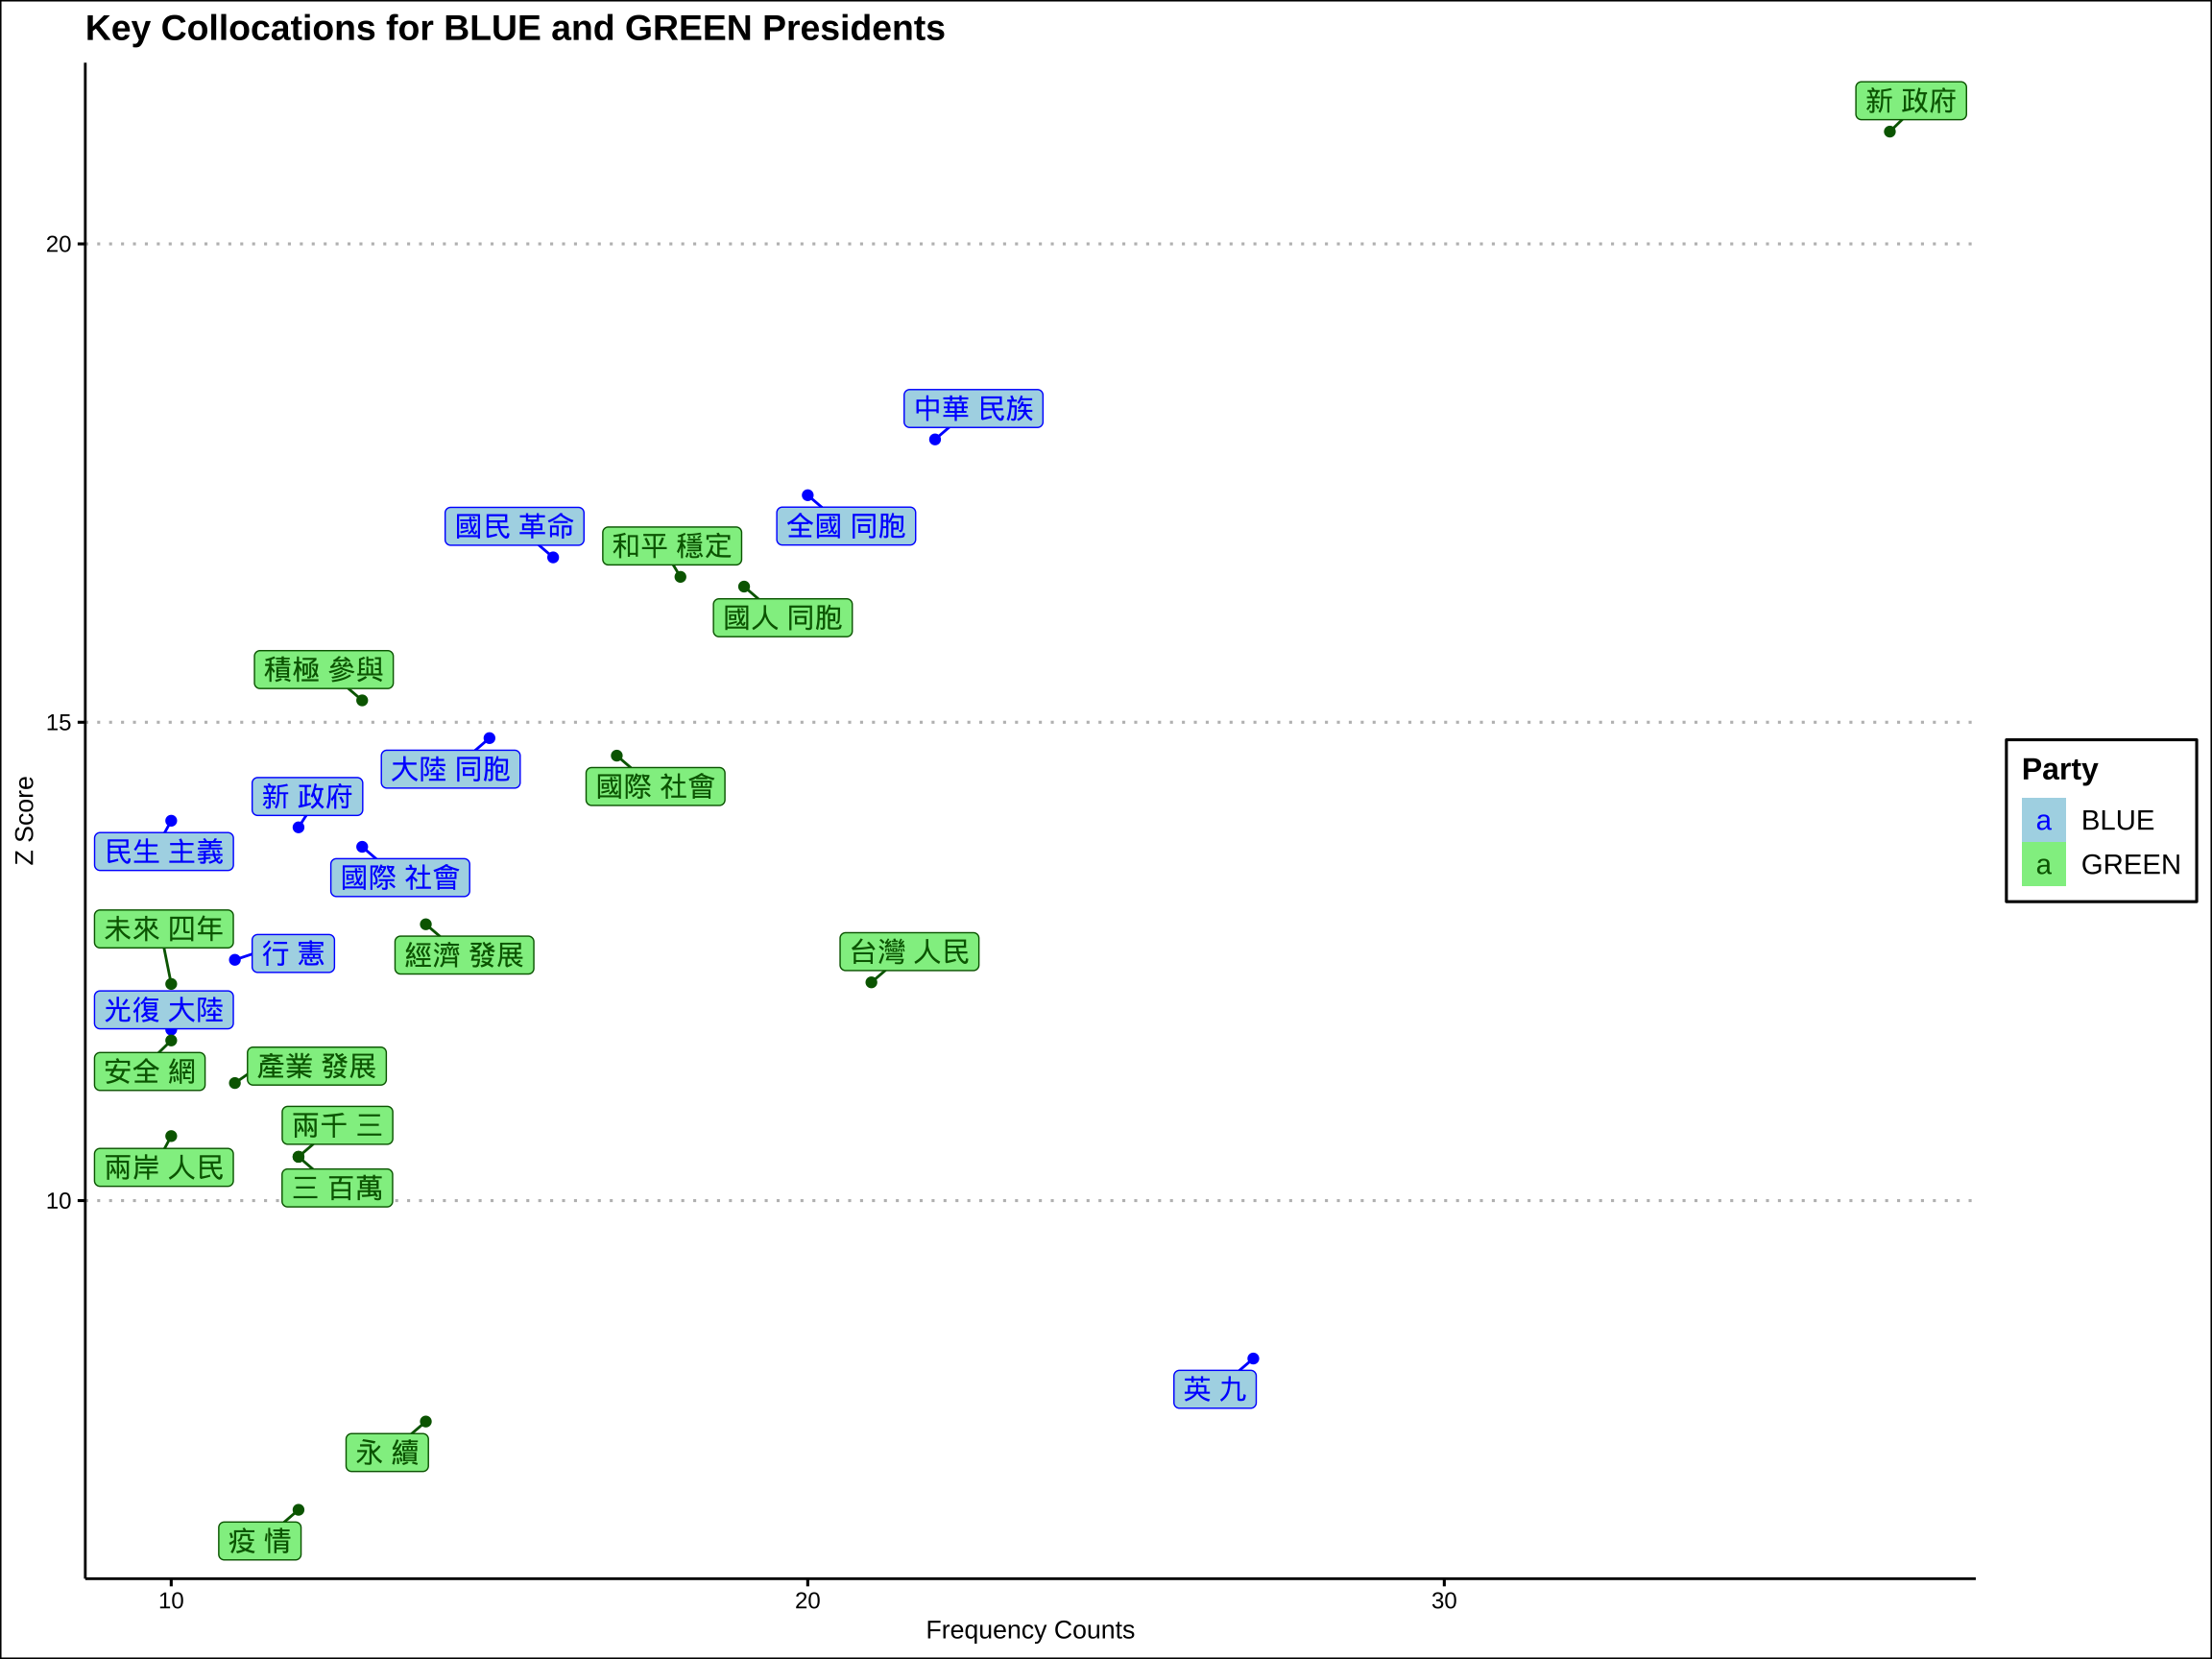 Key Collocations for BLUE and GREEN Presidents
新 政府
20
中華 民族
全國 同胞
國民 革命
和平 穩定
國人 同胞
積極 參與
15
大陸 同胞
國際 社會
新 政府
民生 主義
國際 社會
未來 四年
行 憲
經濟 發展
台灣 人民
光復 大陸
安全 網
產業 發展
兩千 三
兩岸 人民
三 百萬
10
英 九
永 續
疫 情
Z Score
10
20
30
Frequency Counts
Party
a BLUE
a GREEN